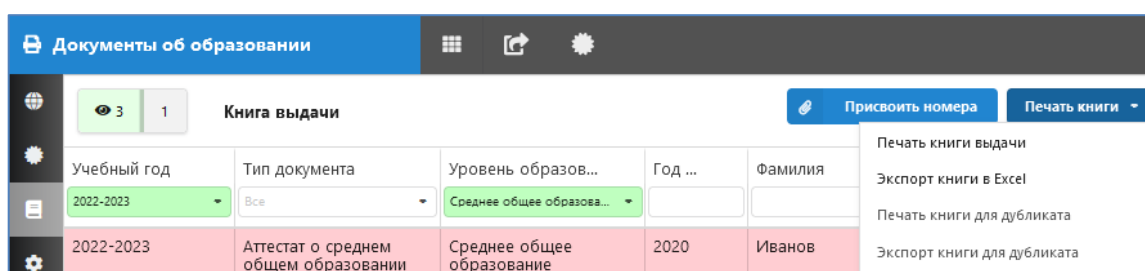 Документы об образовании
3 1 Книга выдачи Присвоить номера Печать книги
Печать книги выдачи
Экспорт книги в Excel
Печать книги для дубликата
Экспорт книги для дубликата
Учебный год Тип документа Уровень образов... Год ... Фамилия
2022-2023 Все Среднее общее образова...
2022-2023 Аттестат о среднем Среднее общее 2020 Иванов
общем образовании образование